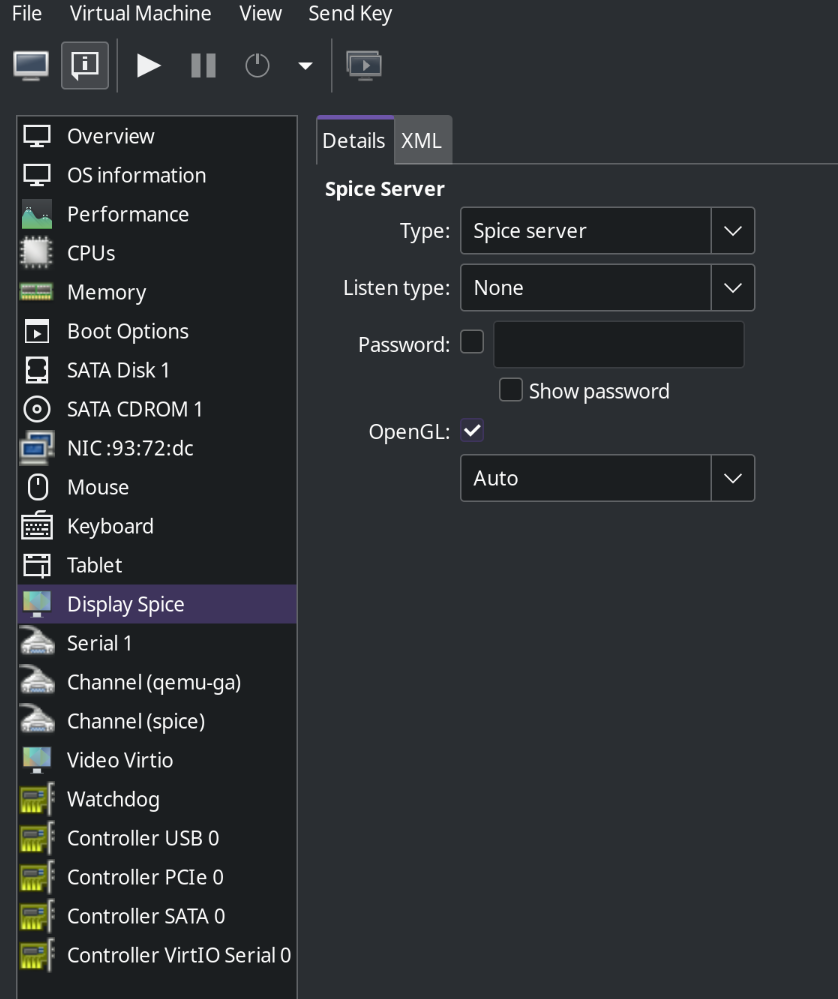 File Virtual Machine View Send Key
Overview
OS information
Performance
CPUs
Memory
Boot Options
SATA Disk 1
SATA CDROM 1
NIC :93:72:dc
Mouse
Keyboard
Tablet
Display Spice
Serial 1
Channel (qemu-ga)
Channel (spice)
Video Virtio
Watchdog
Controller USB 0
Controller PCIe 0
Controller SATA 0
Controller VirtIO Serial 0
Details XML
Spice Server
Type: Spice server
Listen type: None
Password:
Show password
OpenGL:
Auto